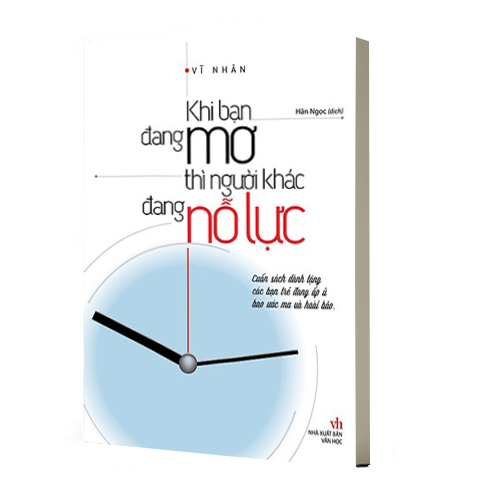 VĨ NHÂN
Khi bạn
Hàn Ngọc (dịch)
đang mơ
thì người khác
đang nỗ lực
Cuốn sách dành tặng
các bạn trẻ đang ấp ủ
bao ước mơ và hoài bão.
vh
NHÀ XUẤT BẢN
VĂN HỌC